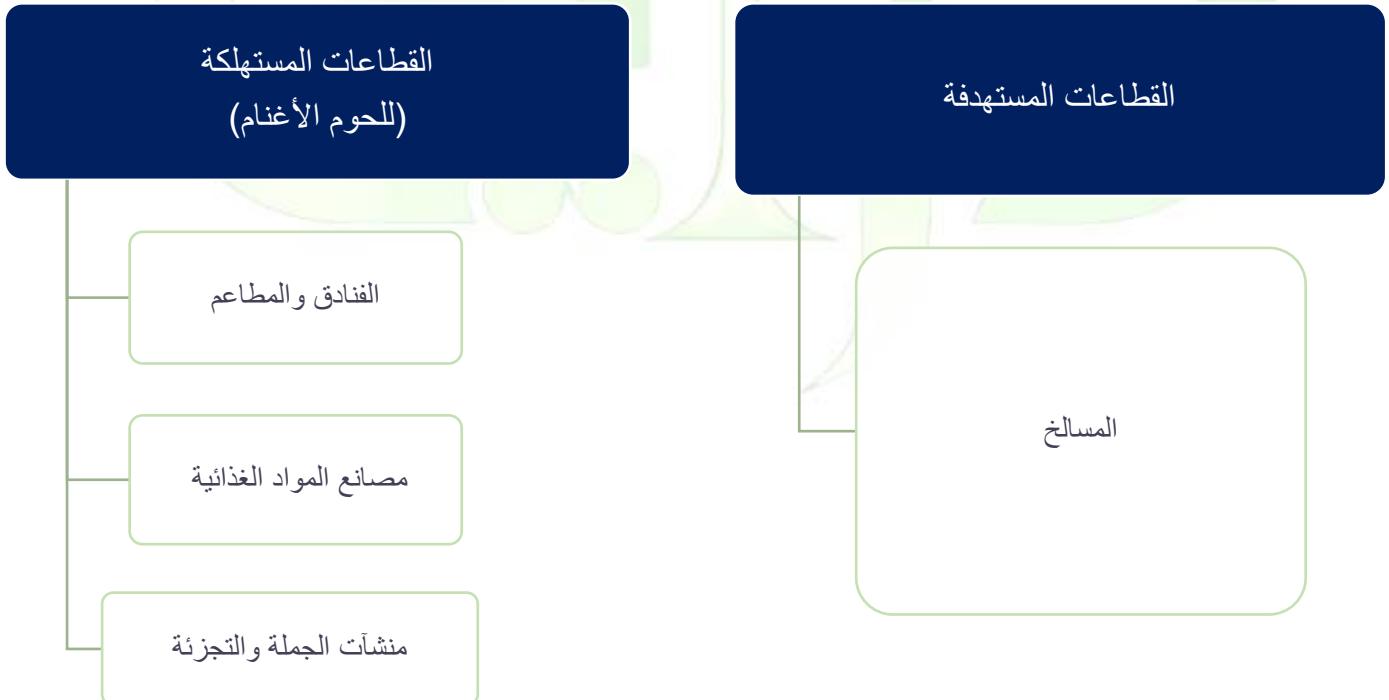 القطاعات المستهدفة
المسالخ
القطاعات المستهلكة
(للحوم الأغنام)
الفنادق والمطاعم
مصانع المواد الغذائية
منشآت الجملة والتجزئة